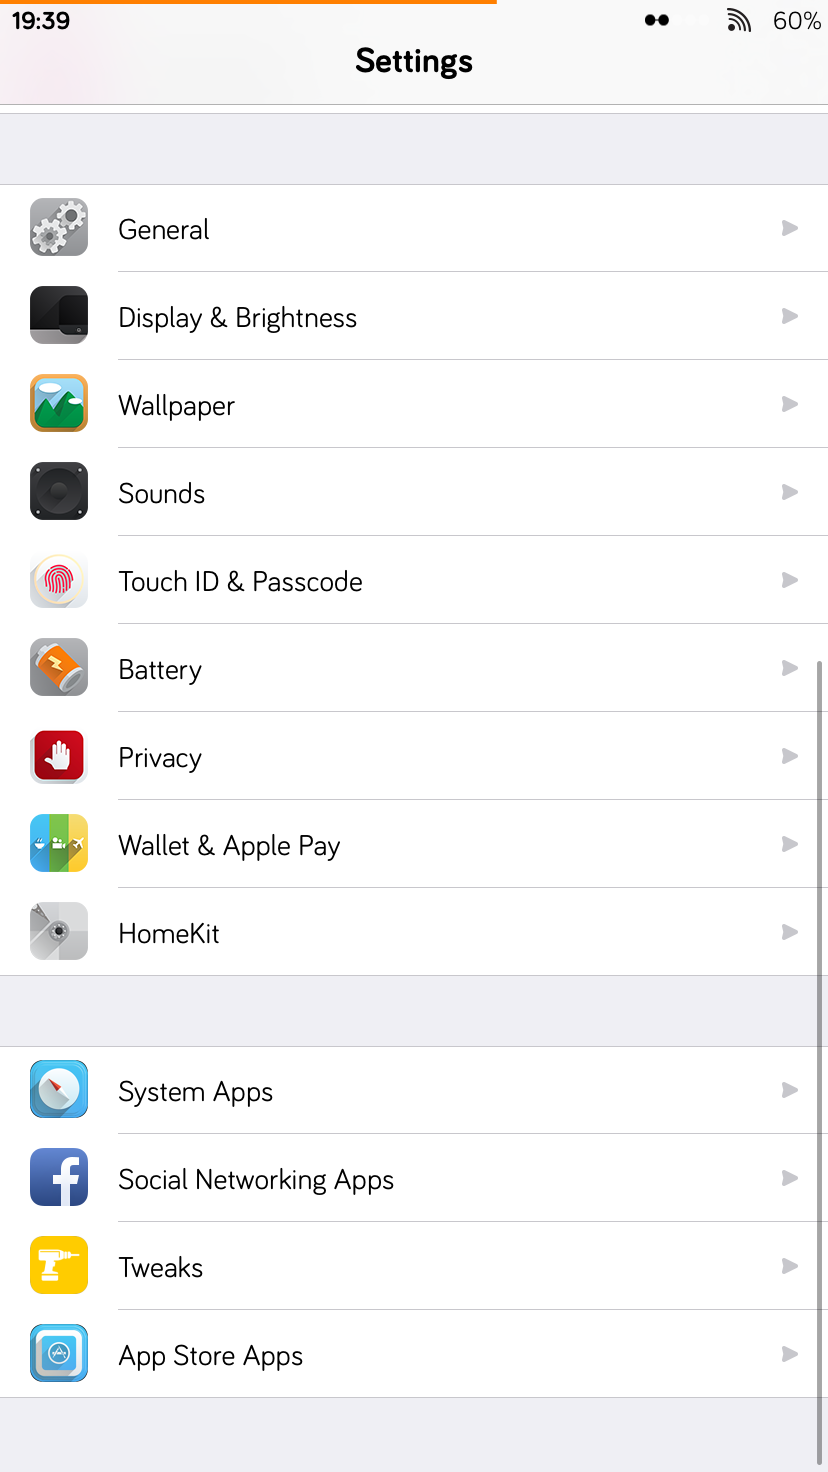 19:39 60%
Settings
General
Display & Brightness
Wallpaper
Sounds
Touch ID & Passcode
Battery
Privacy
Wallet & Apple Pay
HomeKit
System Apps
Social Networking Apps
Tweaks
App Store Apps